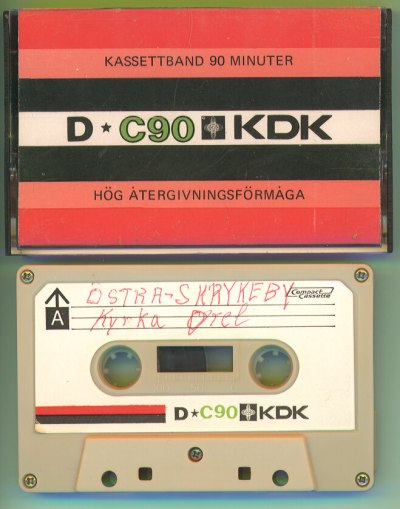 KASSETTBAND 90 MINUTER
D★C90 KDK
HÖG ÅTERGIVNINGSFÖRMÅGA
ÖSTRA-SKRYKEBY
Compact Cassette
A
Kyrka Orel
D★C90 KDK